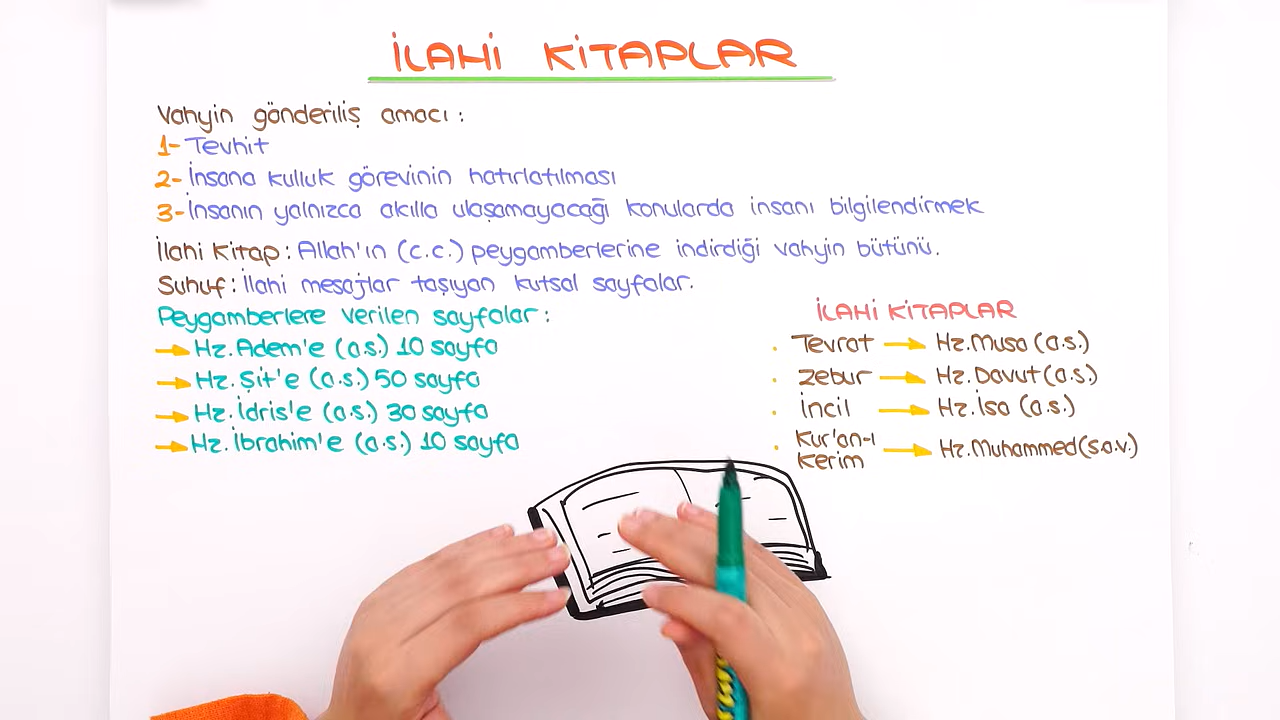 İLAHİ KİTAPLAR
Vahyin gönderiliş amacı :
1- Tevhit
2- İnsana kulluk görevinin hatırlatılması
3- İnsanın yalnızca akılla ulaşamayacağı konularda insanı bilgilendirmek
İlahi Kitap : Allah'ın (c.c.) peygamberlerine indirdiği vahyin bütünü.
Suhuf : İlahi mesajlar taşıyan kutsal sayfalar.
Peygamberlere verilen sayfalar :
→ Hz. Adem'e (a.s.) 10 sayfa
→ Hz. Şit'e (a.s.) 50 sayfa
→ Hz. İdris'e (a.s.) 30 sayfa
→ Hz. İbrahim'e (a.s.) 10 sayfa
İLAHİ KİTAPLAR
. Tevrat → Hz. Musa (a.s.)
. Zebur → Hz. Davut (a.s.)
. İncil → Hz. İsa (a.s.)
. Kur'an-ı Kerim → Hz. Muhammed (s.a.v.)